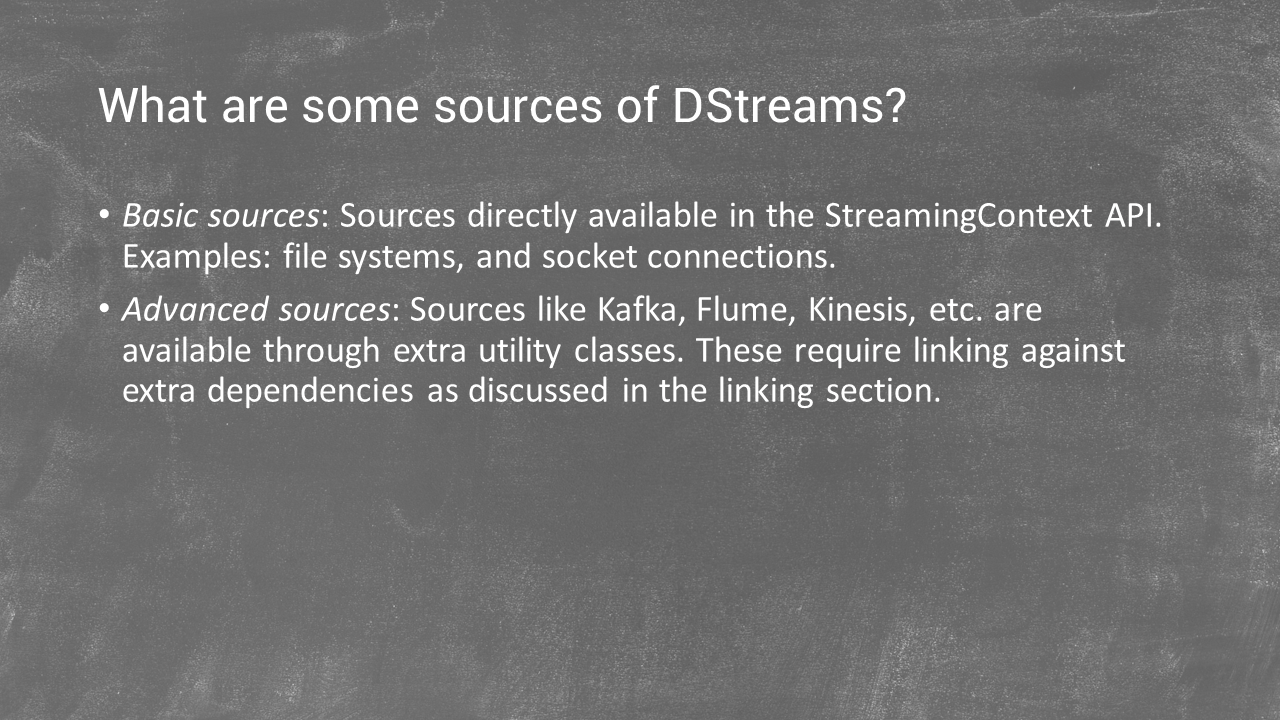 What are some sources of DStreams?
• Basic sources: Sources directly available in the StreamingContext API.
Examples: file systems, and socket connections.
• Advanced sources: Sources like Kafka, Flume, Kinesis, etc. are
available through extra utility classes. These require linking against
extra dependencies as discussed in the linking section.